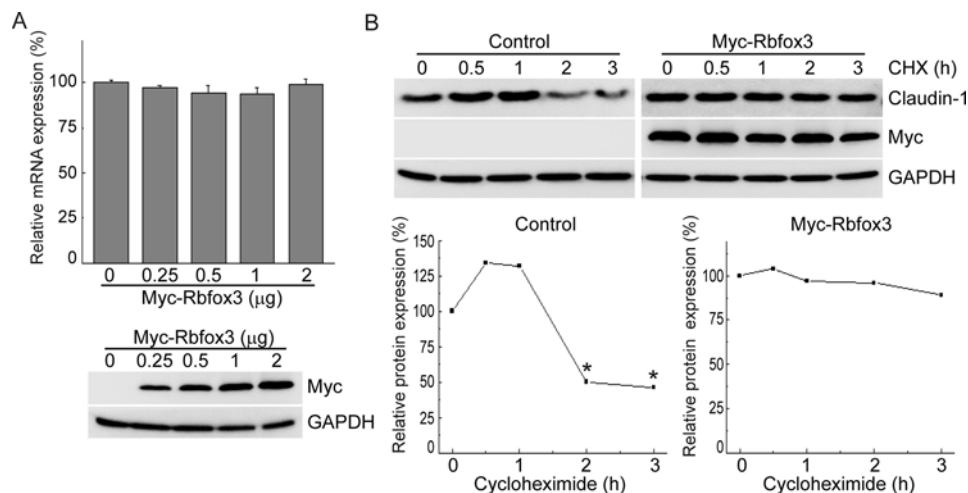 A
Relative mRNA expression (%)
100
75
50
25
0
0 0.25 0.5 1 2
Myc-Rbfox3 (μg)
Myc-Rbfox3 (μg)
0 0.25 0.5 1 2
Myc
GAPDH
B
Control Myc-Rbfox3
0 0.5 1 2 3 0 0.5 1 2 3 CHX (h)
Claudin-1
Myc
GAPDH
Control
Relative protein expression (%)
150
125
100
75
50
25
0
* *
0 1 2 3
Cycloheximide (h)
Myc-Rbfox3
Relative protein expression (%)
100
75
50
25
0
0 1 2 3
Cycloheximide (h)